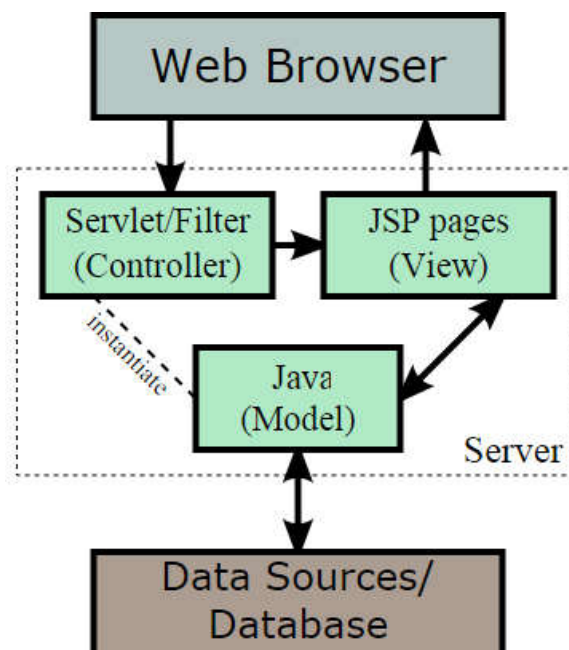 Web Browser
Servlet/Filter
(Controller)
JSP pages
(View)
instantiate
Java
(Model)
Server
Data Sources/
Database